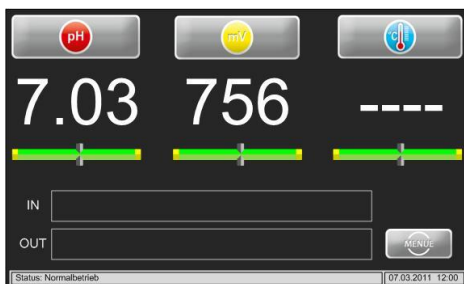 pH mV °C
7.03 756 ----
IN
OUT
MENUE
Status: Normalbetrieb 07.03.2011 12:00